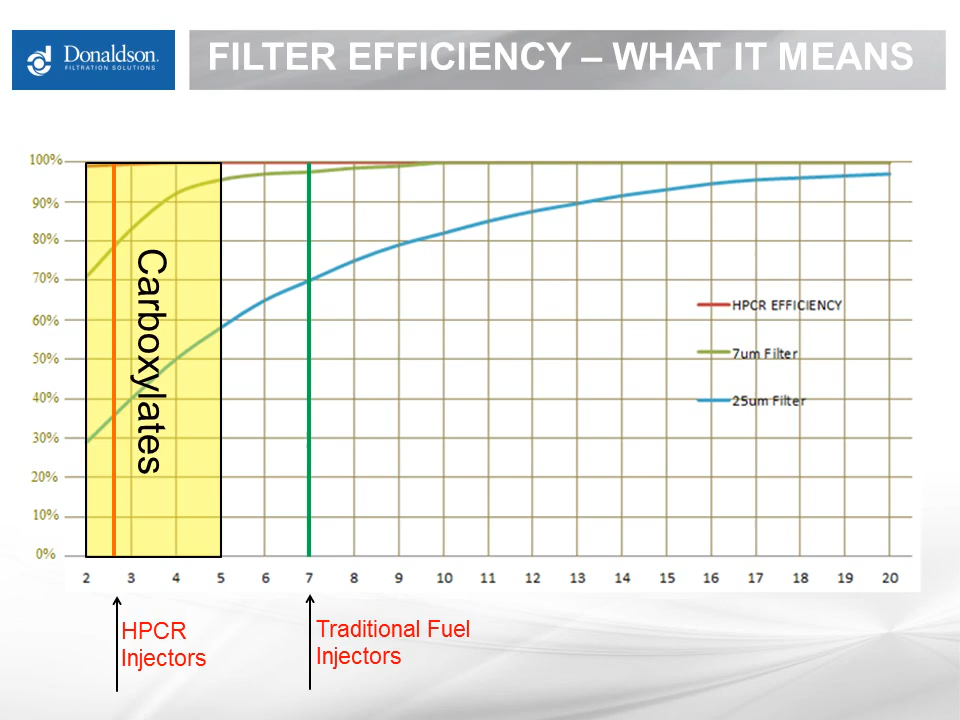 Donaldson.
FILTRATION SOLUTIONS
FILTER EFFICIENCY – WHAT IT MEANS
100%
90%
80%
70%
60%
50%
40%
30%
20%
10%
0%
Carboxylates
HPCR EFFICIENCY
7um Filter
25um Filter
2 3 4 5 6 7 8 9 10 11 12 13 14 15 16 17 18 19 20
HPCR
Injectors
Traditional Fuel
Injectors